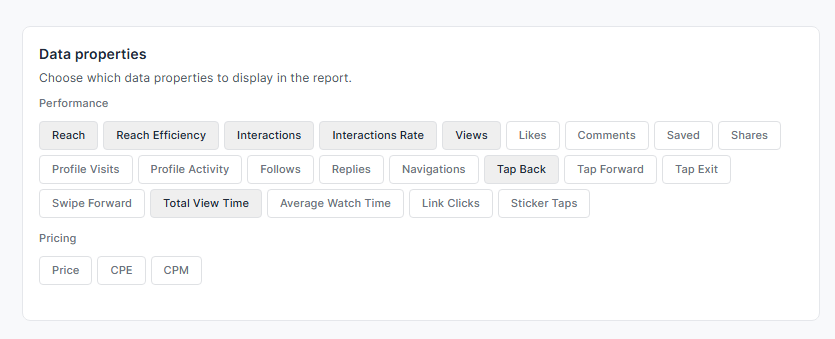 Data properties
Choose which data properties to display in the report.
Performance
Reach Reach Efficiency Interactions Interactions Rate Views Likes Comments Saved Shares
Profile Visits Profile Activity Follows Replies Navigations Tap Back Tap Forward Tap Exit
Swipe Forward Total View Time Average Watch Time Link Clicks Sticker Taps
Pricing
Price CPE CPM